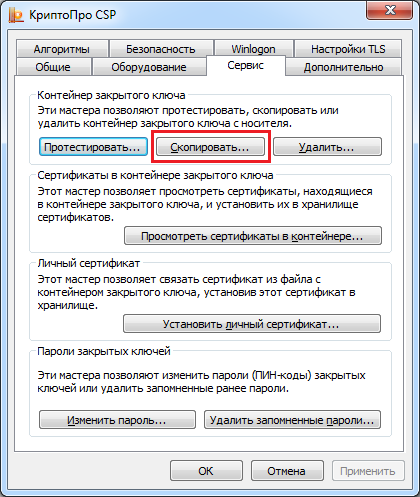 КриптоПро CSP
Алгоритмы Безопасность Winlogon Настройки TLS
Общие Оборудование Сервис Дополнительно
Контейнер закрытого ключа
Эти мастера позволяют протестировать, скопировать или
удалить контейнер закрытого ключа с носителя.
Протестировать... Скопировать... Удалить...
Сертификаты в контейнере закрытого ключа
Этот мастер позволяет просмотреть сертификаты, находящиеся
в контейнере закрытого ключа, и установить их в хранилище
сертификатов.
Просмотреть сертификаты в контейнере...
Личный сертификат
Этот мастер позволяет связать сертификат из файла с
контейнером закрытого ключа, установив этот сертификат в
хранилище.
Установить личный сертификат...
Пароли закрытых ключей
Эти мастера позволяют изменить пароли (ПИН-коды) закрытых
ключей или удалить запомненные ранее пароли.
Изменить пароль... Удалить запомненные пароли...
ОК Отмена Применить